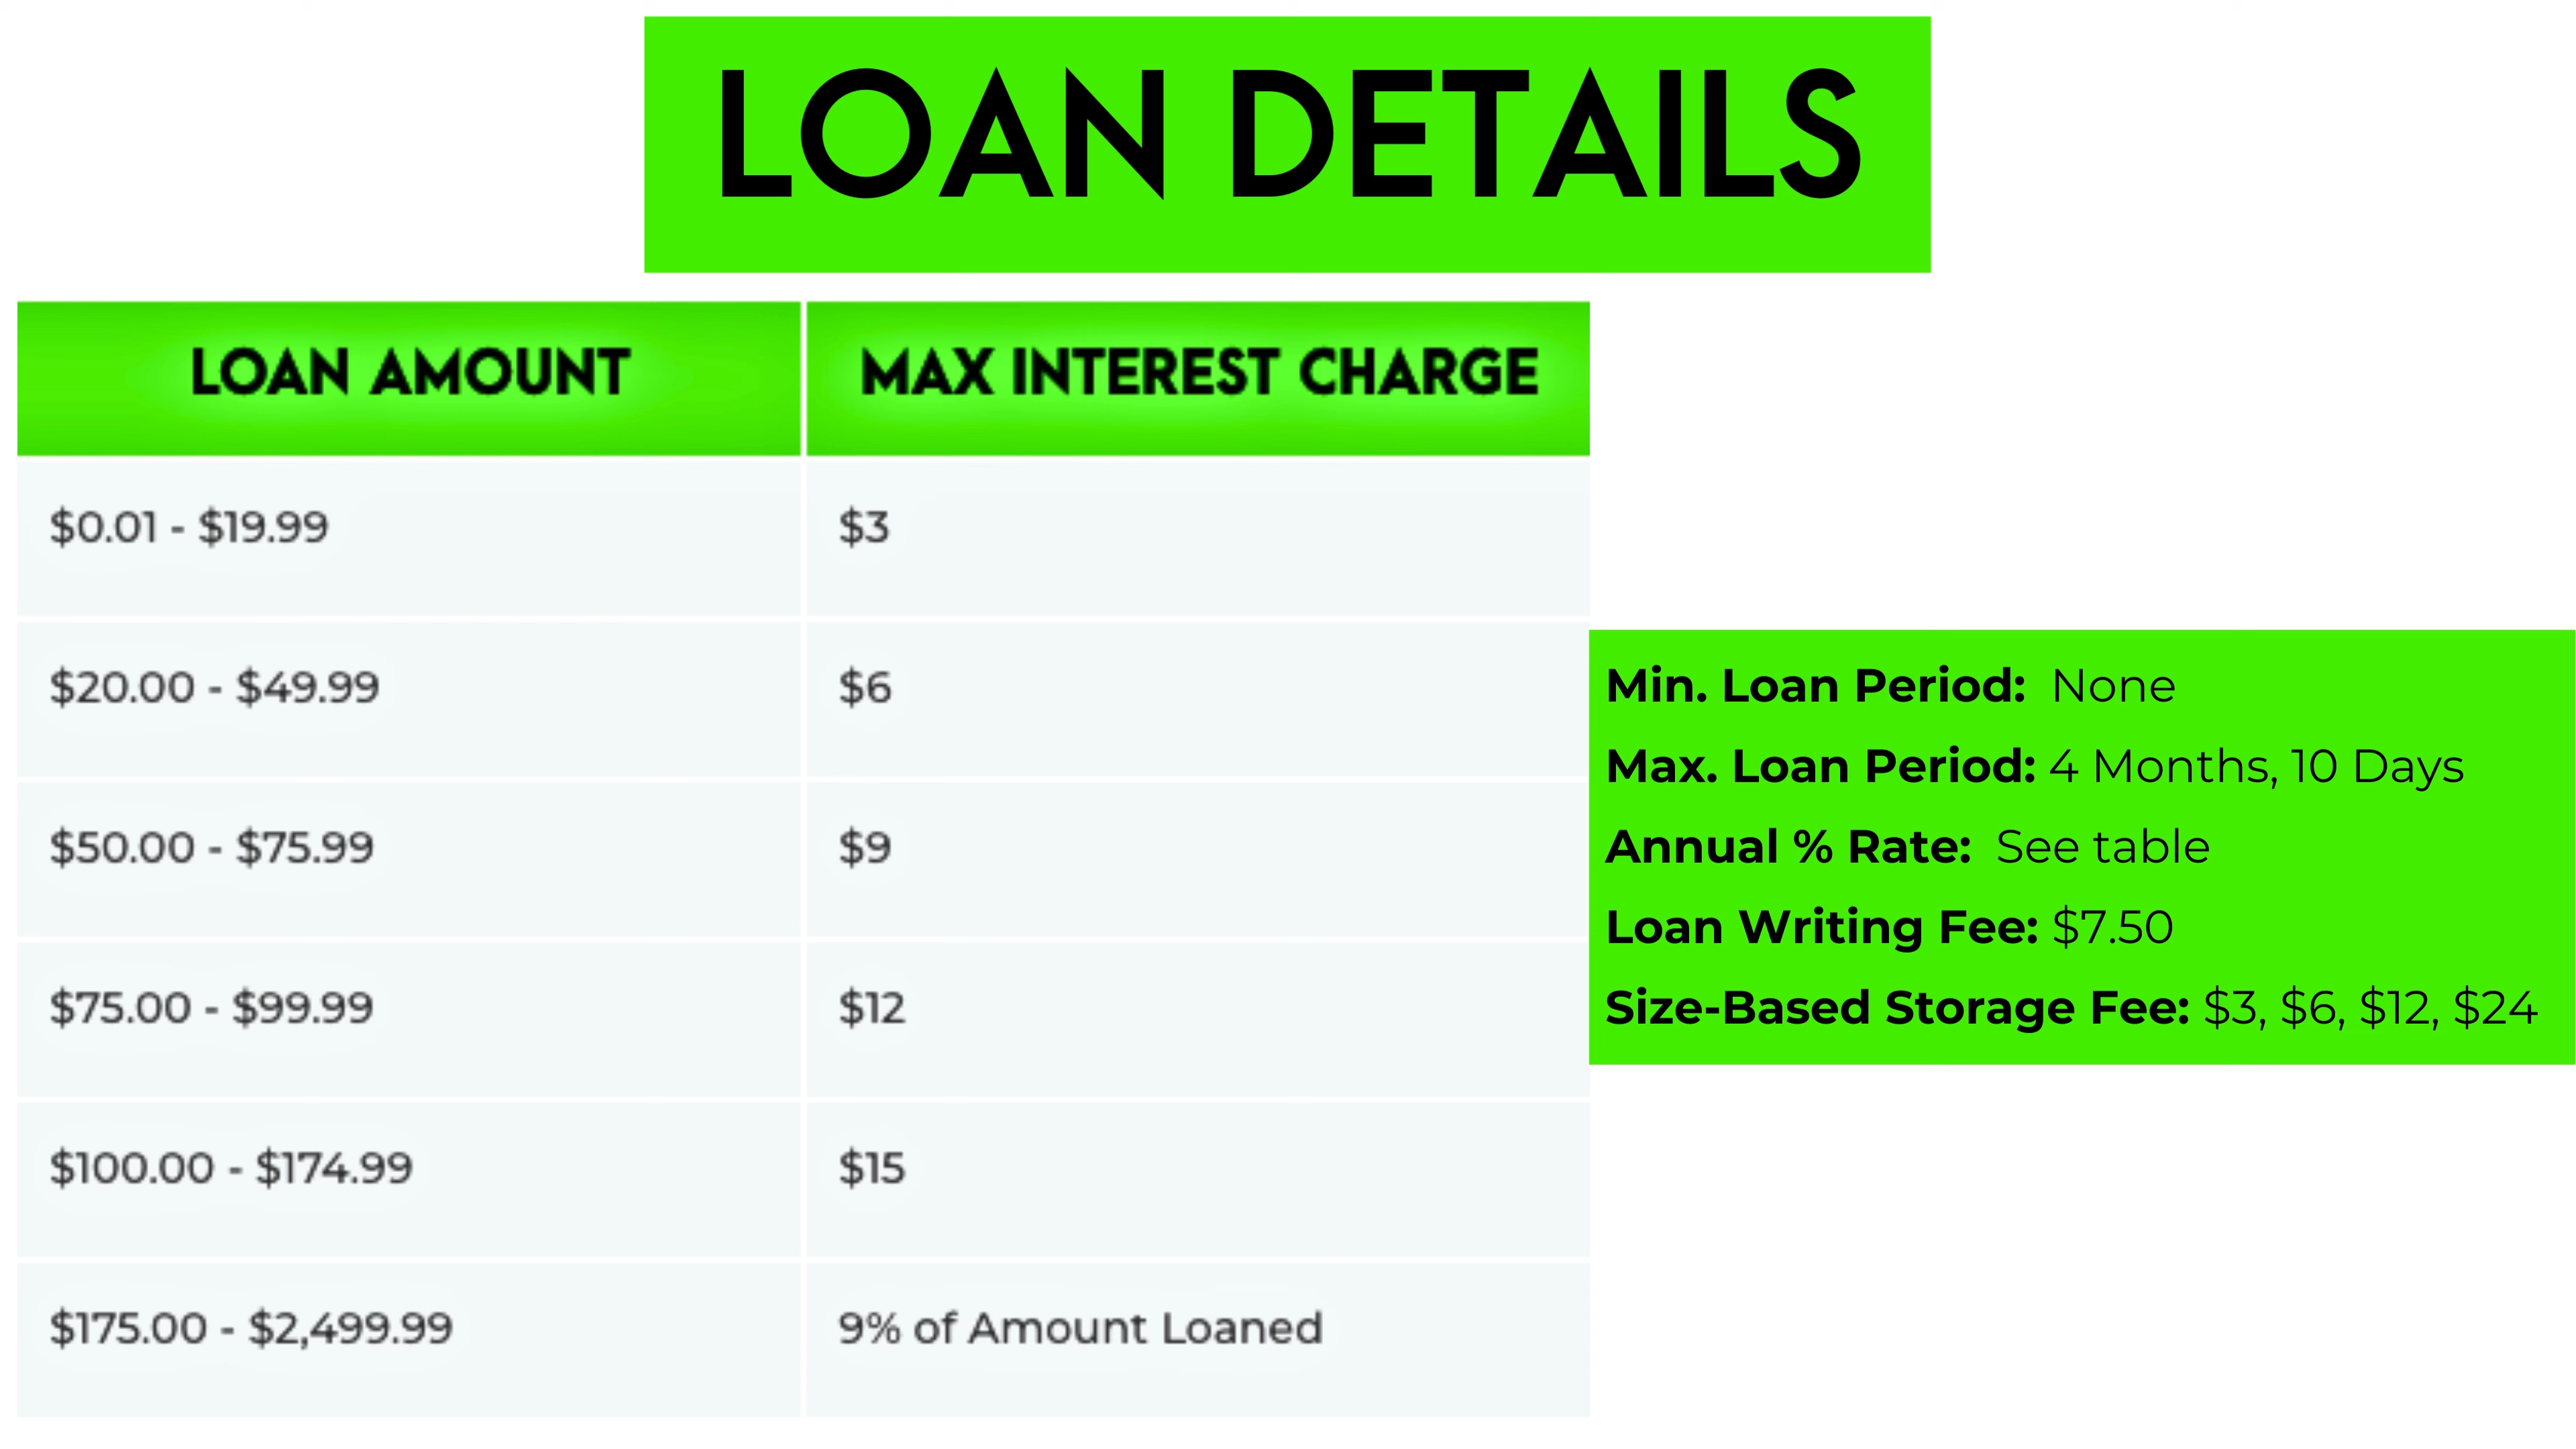 LOAN DETAILS
LOAN AMOUNT MAX INTEREST CHARGE
$0.01 - $19.99 $3
$20.00 - $49.99 $6
$50.00 - $75.99 $9
$75.00 - $99.99 $12
$100.00 - $174.99 $15
$175.00 - $2,499.99 9% of Amount Loaned
Min. Loan Period: None
Max. Loan Period: 4 Months, 10 Days
Annual % Rate: See table
Loan Writing Fee: $7.50
Size-Based Storage Fee: $3, $6, $12, $24